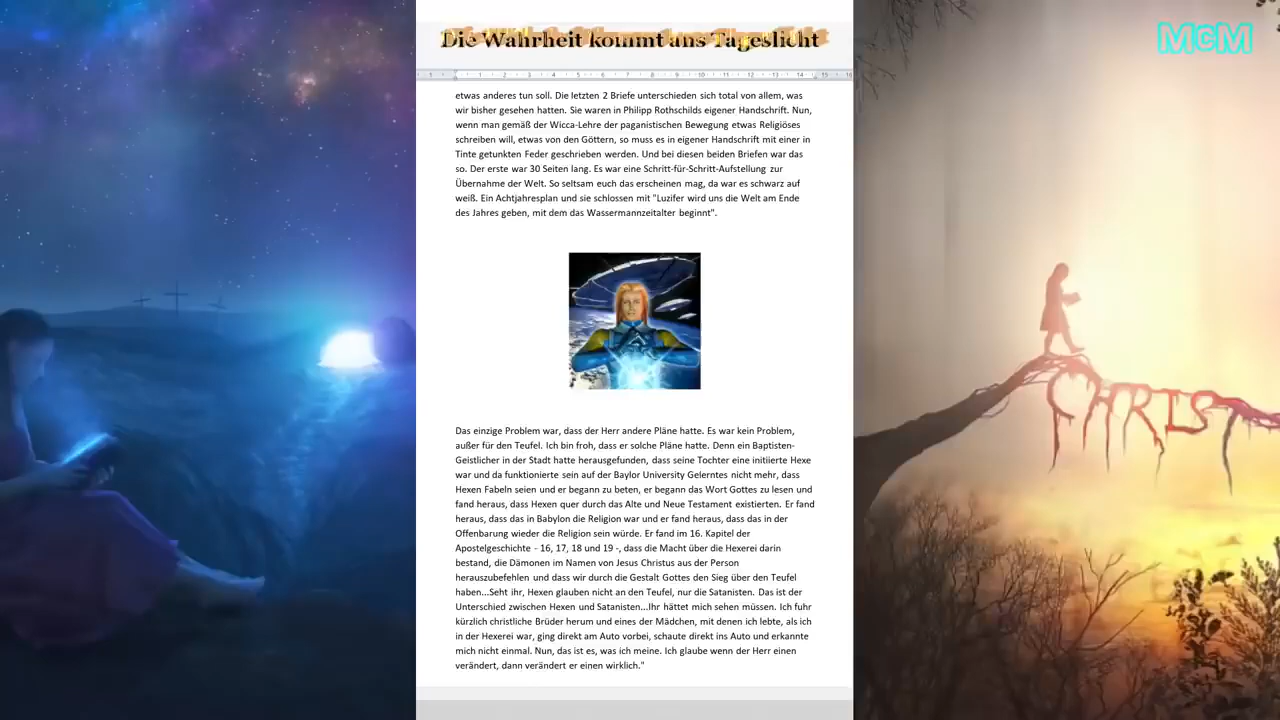 Die Wahrheit kommt ans Tageslicht
McM
1 1 2 3 4 5 6 7 8 9 10 11 12 13 14 15 16
etwas anderes tun soll. Die letzten 2 Briefe unterschieden sich total von allem, was
wir bisher gesehen hatten. Sie waren in Philipp Rothschilds eigener Handschrift. Nun,
wenn man gemäß der Wicca-Lehre der paganistischen Bewegung etwas Religiöses
schreiben will, etwas von den Göttern, so muss es in eigener Handschrift mit einer in
Tinte getunkten Feder geschrieben werden. Und bei diesen beiden Briefen war das
so. Der erste war 30 Seiten lang. Es war eine Schritt-für-Schritt-Aufstellung zur
Übernahme der Welt. So seltsam euch das erscheinen mag, da war es schwarz auf
weiß. Ein Achtjahresplan und sie schlossen mit "Luzifer wird uns die Welt am Ende
des Jahres geben, mit dem das Wassermannzeitalter beginnt".
CHRIST
Das einzige Problem war, dass der Herr andere Pläne hatte. Es war kein Problem,
außer für den Teufel. Ich bin froh, dass er solche Pläne hatte. Denn ein Baptisten-
Geistlicher in der Stadt hatte herausgefunden, dass seine Tochter eine initiierte Hexe
war und da funktionierte sein auf der Baylor University Gelerntes nicht mehr, dass
Hexen Fabeln seien und er begann zu beten, er begann das Wort Gottes zu lesen und
fand heraus, dass Hexen quer durch das Alte und Neue Testament existierten. Er fand
heraus, dass das in Babylon die Religion war und er fand heraus, dass das in der
Offenbarung wieder die Religion sein würde. Er fand im 16. Kapitel der
Apostelgeschichte - 16, 17, 18 und 19 -, dass die Macht über die Hexerei darin
bestand, die Dämonen im Namen von Jesus Christus aus der Person
herauszubefehlen und dass wir durch die Gestalt Gottes den Sieg über den Teufel
haben...Seht ihr, Hexen glauben nicht an den Teufel, nur die Satanisten. Das ist der
Unterschied zwischen Hexen und Satanisten...Ihr hättet mich sehen müssen. Ich fuhr
kürzlich christliche Brüder herum und eines der Mädchen, mit denen ich lebte, als ich
in der Hexerei war, ging direkt am Auto vorbei, schaute direkt ins Auto und erkannte
mich nicht einmal. Nun, das ist es, was ich meine. Ich glaube wenn der Herr einen
verändert, dann verändert er einen wirklich."